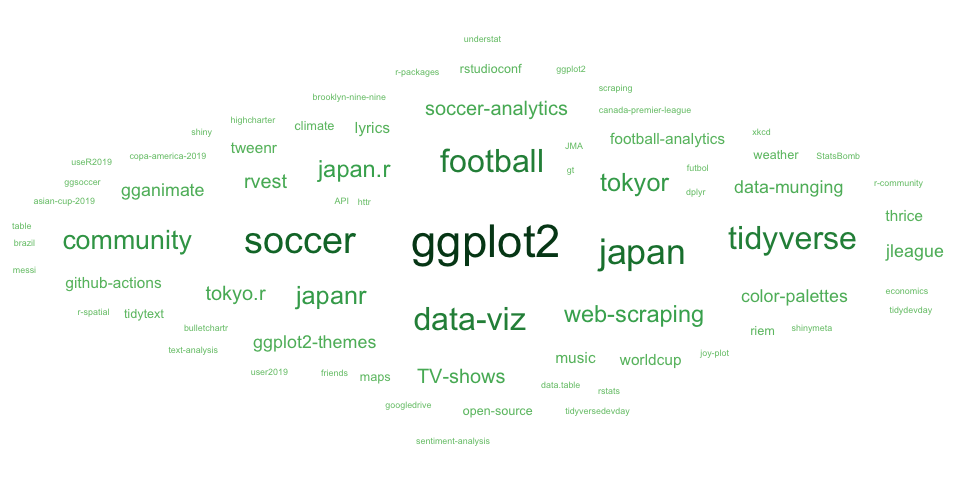 understat
r-packages rstudioconf ggplot2
scraping
brooklyn-nine-nine
soccer-analytics canada-premier-league
highcharter climate lyrics
shiny football-analytics xkcd
tweenr JMA
useR2019 copa-america-2019 football weather StatsBomb
japan.r gt futbol
ggsoccer rvest tokyor r-community
gganimate dplyr data-munging
asian-cup-2019 API httr
thrice
table
brazil community soccer ggplot2 japan tidyverse jleague
messi
github-actions
tokyo.r japanr color-palettes economics
r-spatial tidytext data-viz web-scraping tidydevday
bulletchartr riem shinymeta
text-analysis ggplot2-themes joy-plot
music worldcup
user2019 friends maps TV-shows
data.table rstats
googledrive open-source tidyversedevday
sentiment-analysis